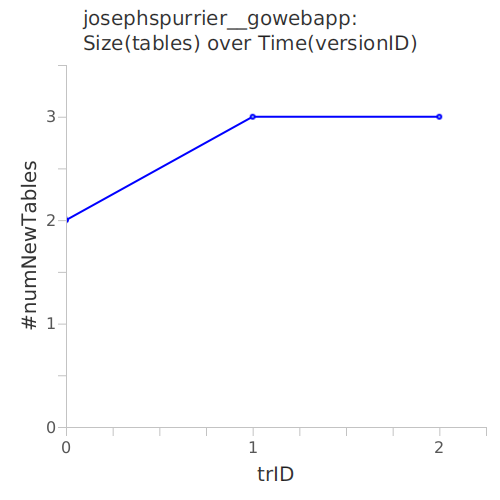 josephspurrier__gowebapp:
Size(tables) over Time(versionID)
#numNewTables
3
2
1
0
0 1 2
trID